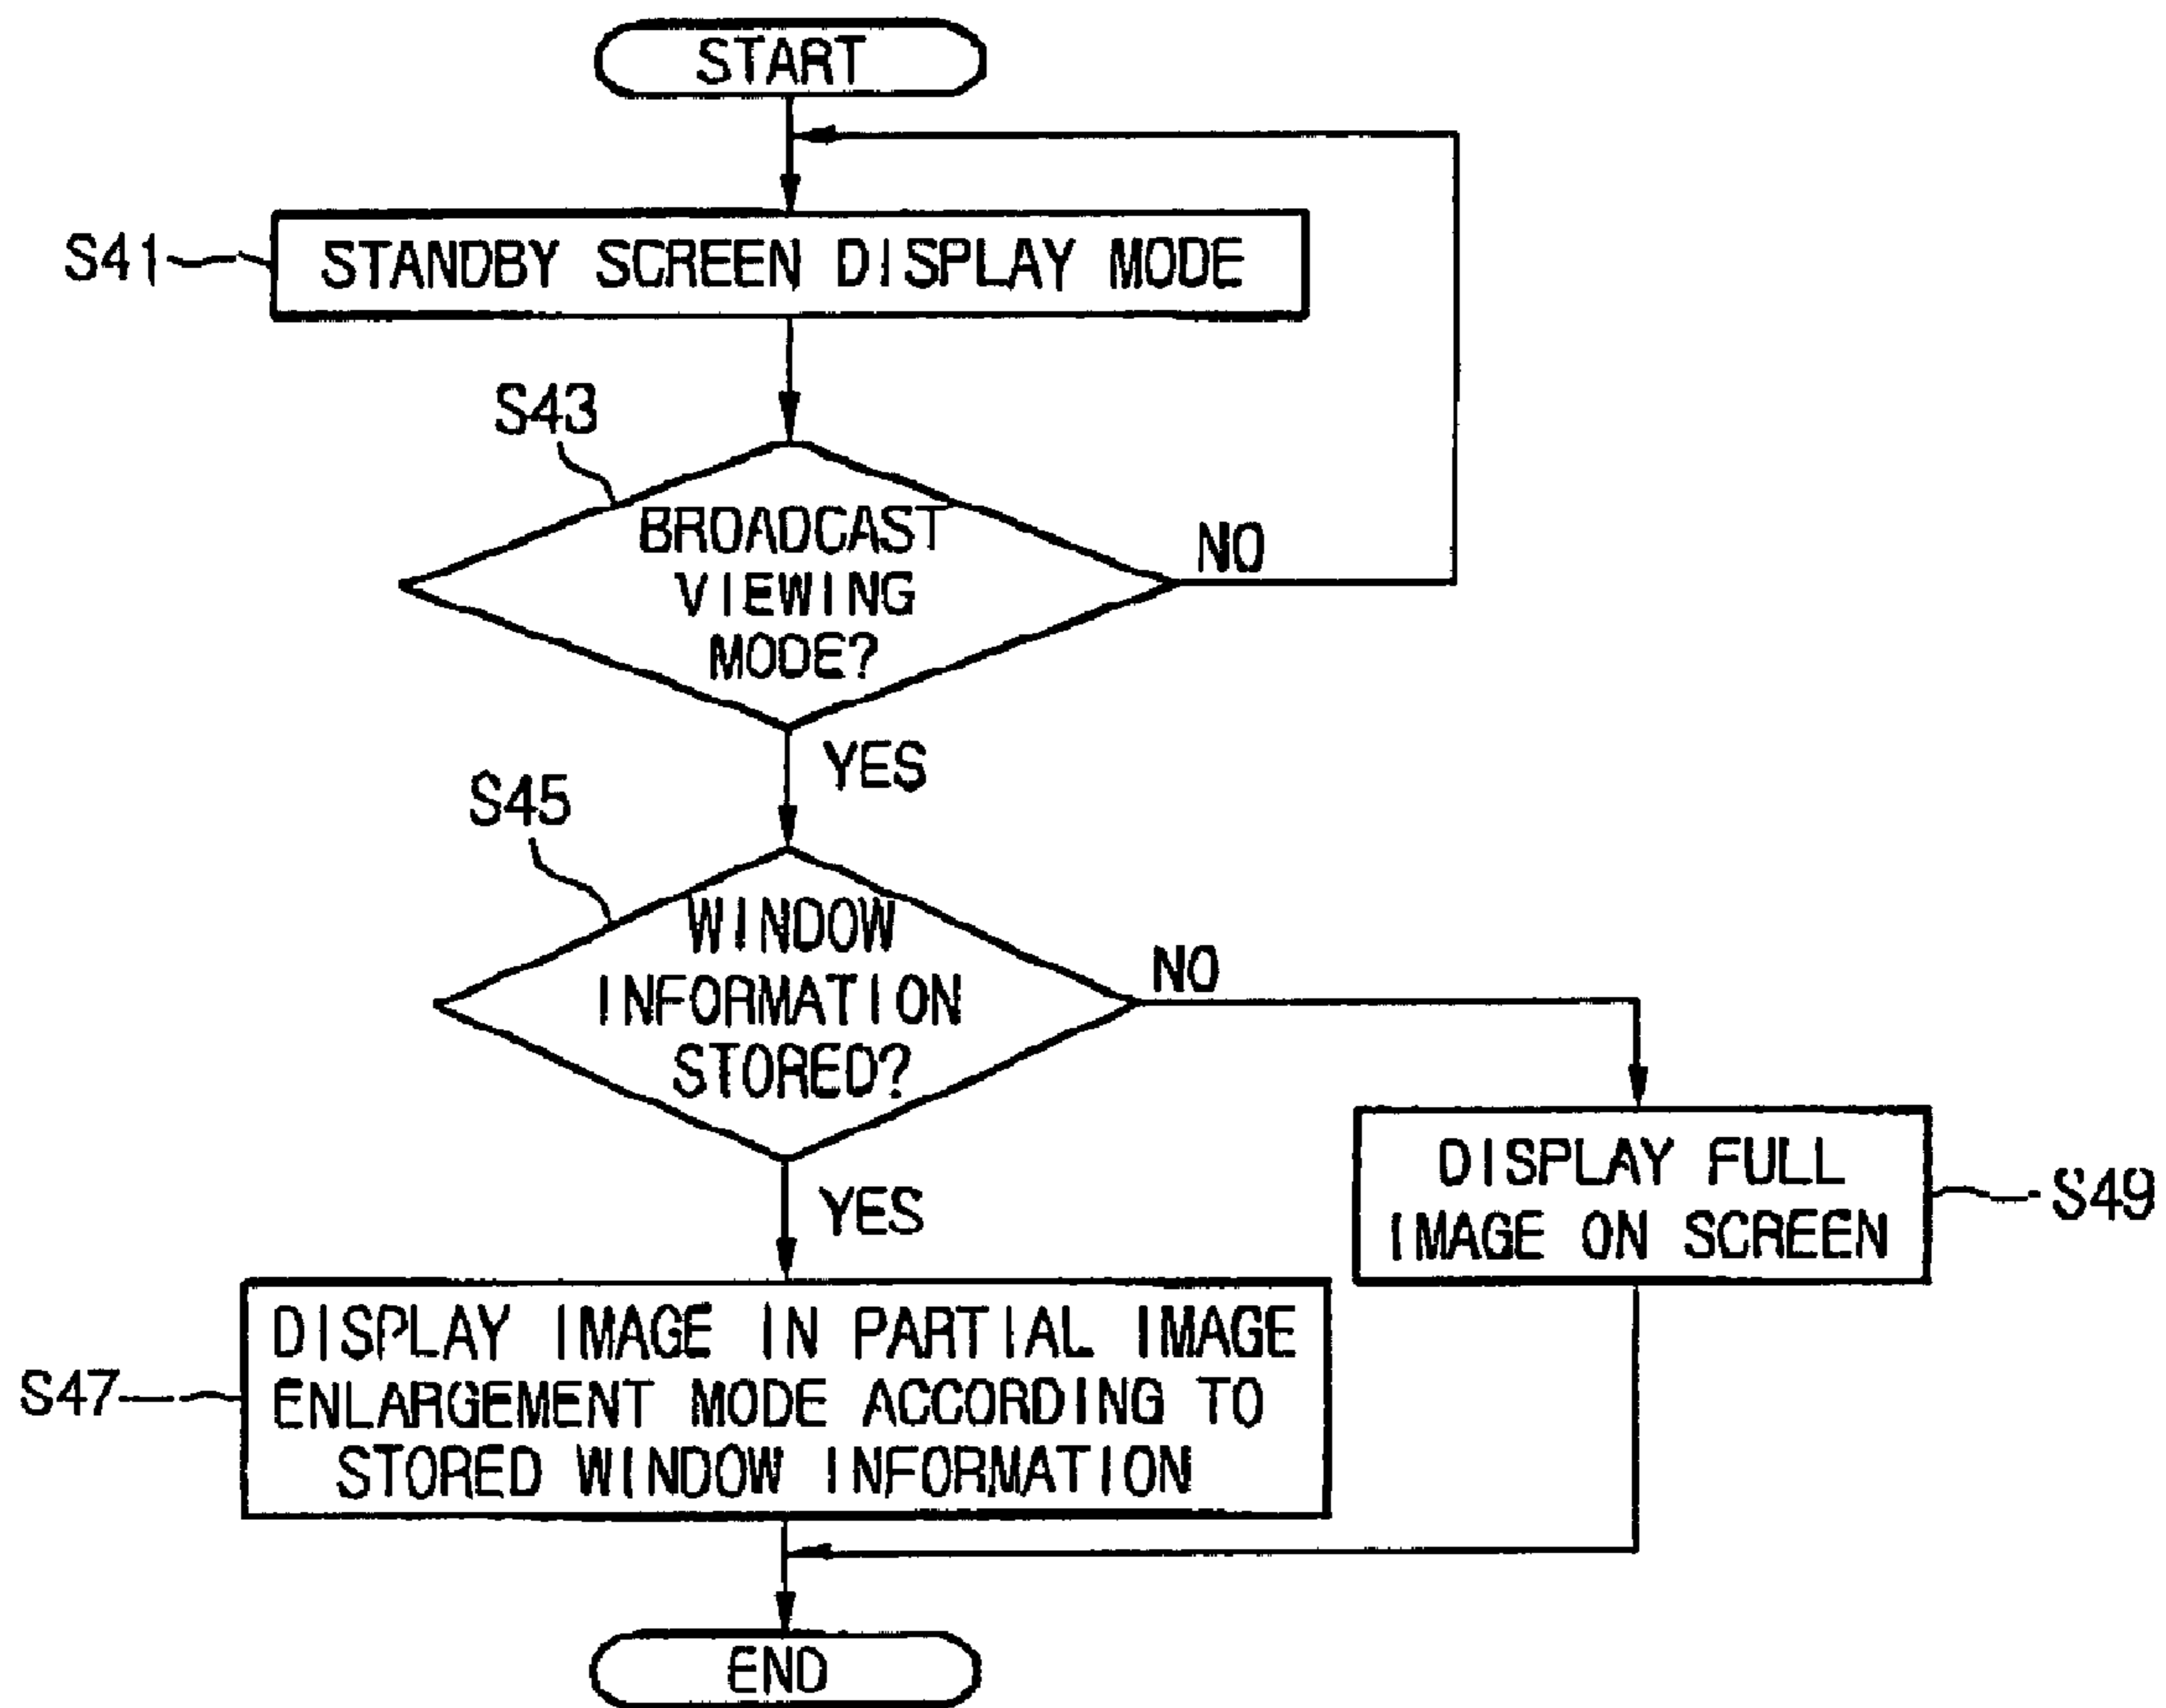 START
S41
STANDBY SCREEN DISPLAY MODE
S43
BROADCAST
VIEWING
MODE?
NO
YES
S45
WINDOW
INFORMATION
STORED?
NO
YES
DISPLAY FULL
IMAGE ON SCREEN
S49
S47
DISPLAY IMAGE IN PARTIAL IMAGE
ENLARGEMENT MODE ACCORDING TO
STORED WINDOW INFORMATION
END